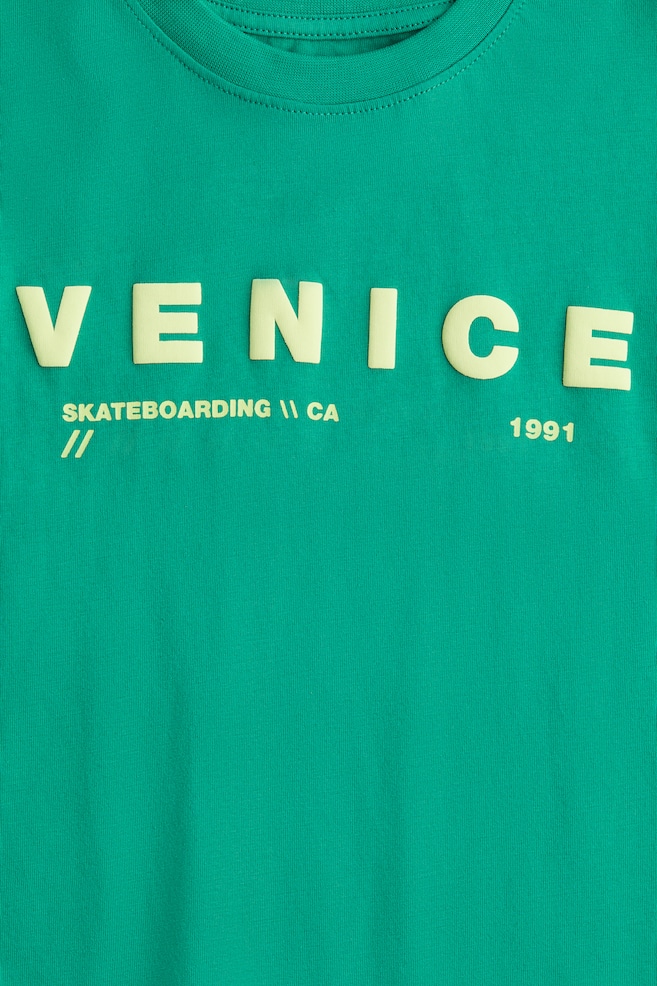 VENICE
SKATEBOARDING \\ CA 1991
//